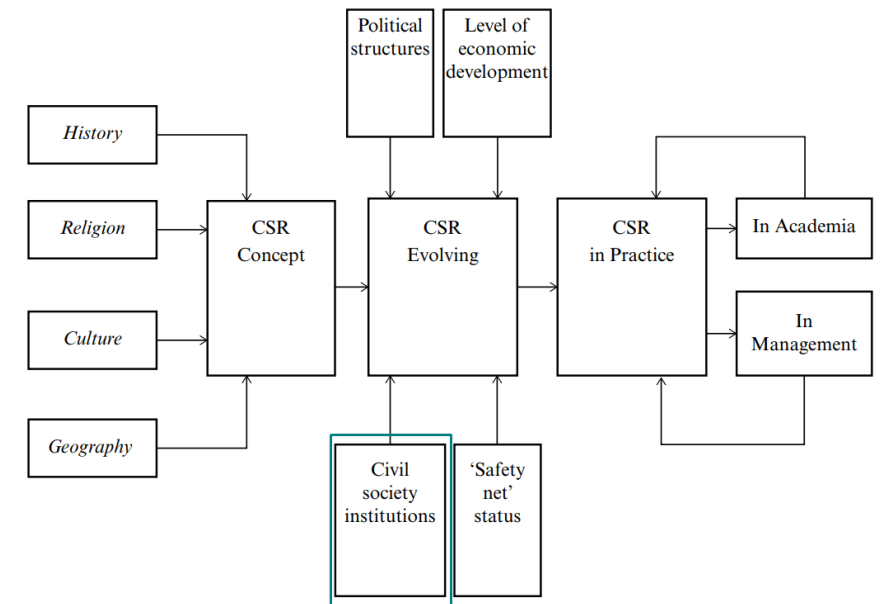 Political
structures
Level of
economic
development
History
Religion
Culture
Geography
CSR
Concept
CSR
Evolving
CSR
in Practice
In Academia
In
Management
Civil
society
institutions
‘Safety
net’
status